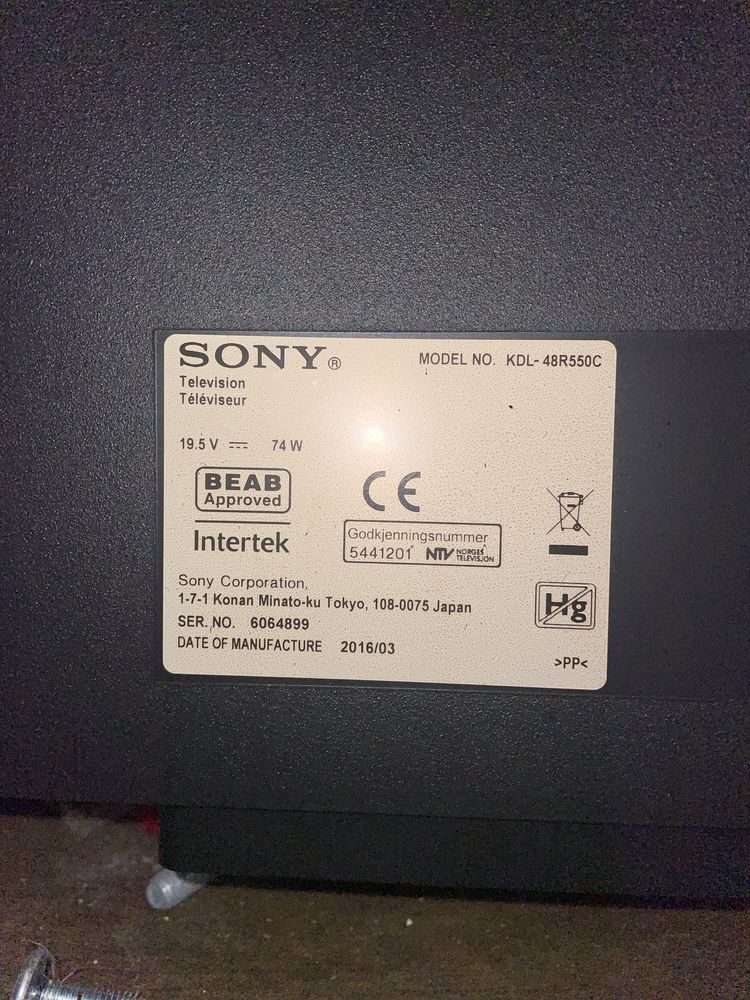 SONY®
MODEL NO. KDL-48R550C
Television
Téléviseur
19.5 V ⎓ 74 W
BEAB
Approved
Intertek
CE
Godkjenningsnummer
5441201 NTV NORGES
TELEVISJON
Hg
Sony Corporation,
1-7-1 Konan Minato-ku Tokyo, 108-0075 Japan
SER. NO. 6064899
DATE OF MANUFACTURE 2016/03
>PP<